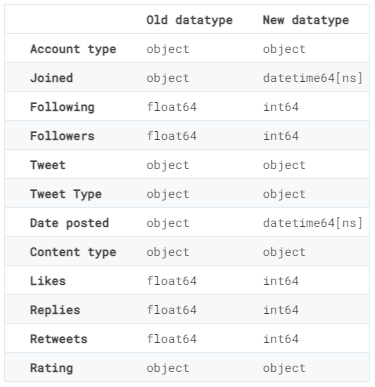 Old datatype New datatype
Account type object object
Joined object datetime64[ns]
Following float64 int64
Followers float64 int64
Tweet object object
Tweet Type object object
Date posted object datetime64[ns]
Content type object object
Likes float64 int64
Replies float64 int64
Retweets float64 int64
Rating object object